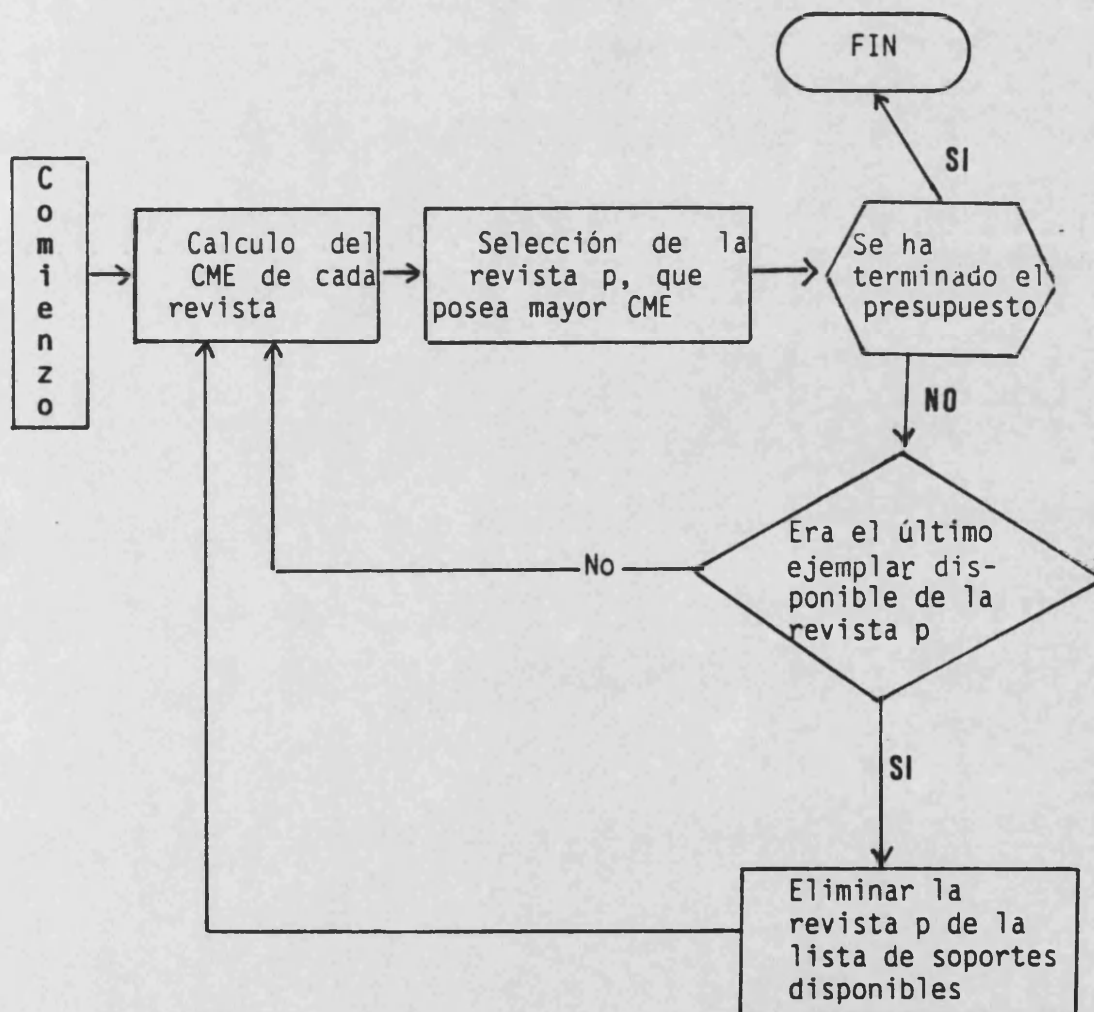 FIN
SI
Comienzo
Calculo del
CME de cada
revista
Selección de la
revista p, que
posea mayor CME
Se ha
terminado el
presupuesto
NO
Era el último
ejemplar dis-
ponible de la
revista p
No
SI
Eliminar la
revista p de la
lista de soportes
disponibles